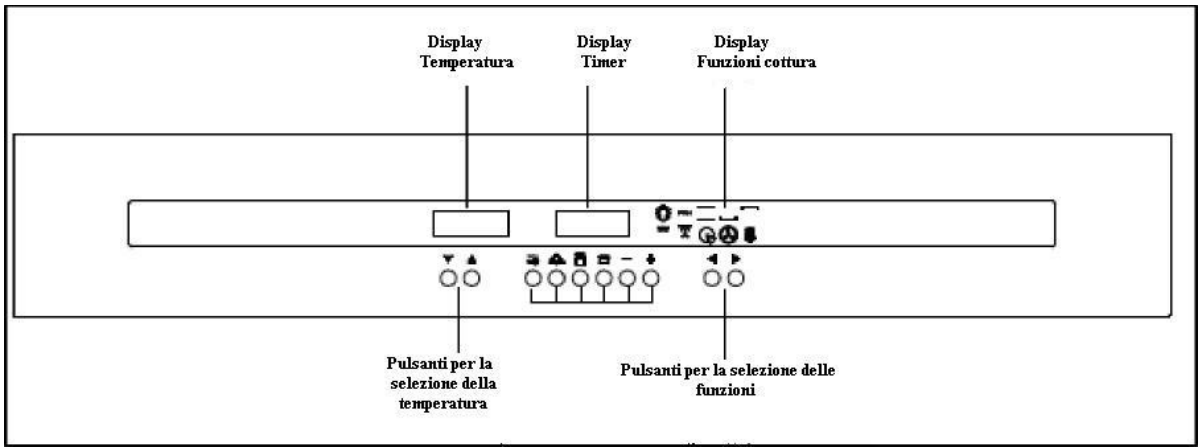 Display
Temperatura
Display
Timer
Display
Funzioni cottura
Pulsanti per la
selezione della
temperatura
Pulsanti per la selezione delle
funzioni